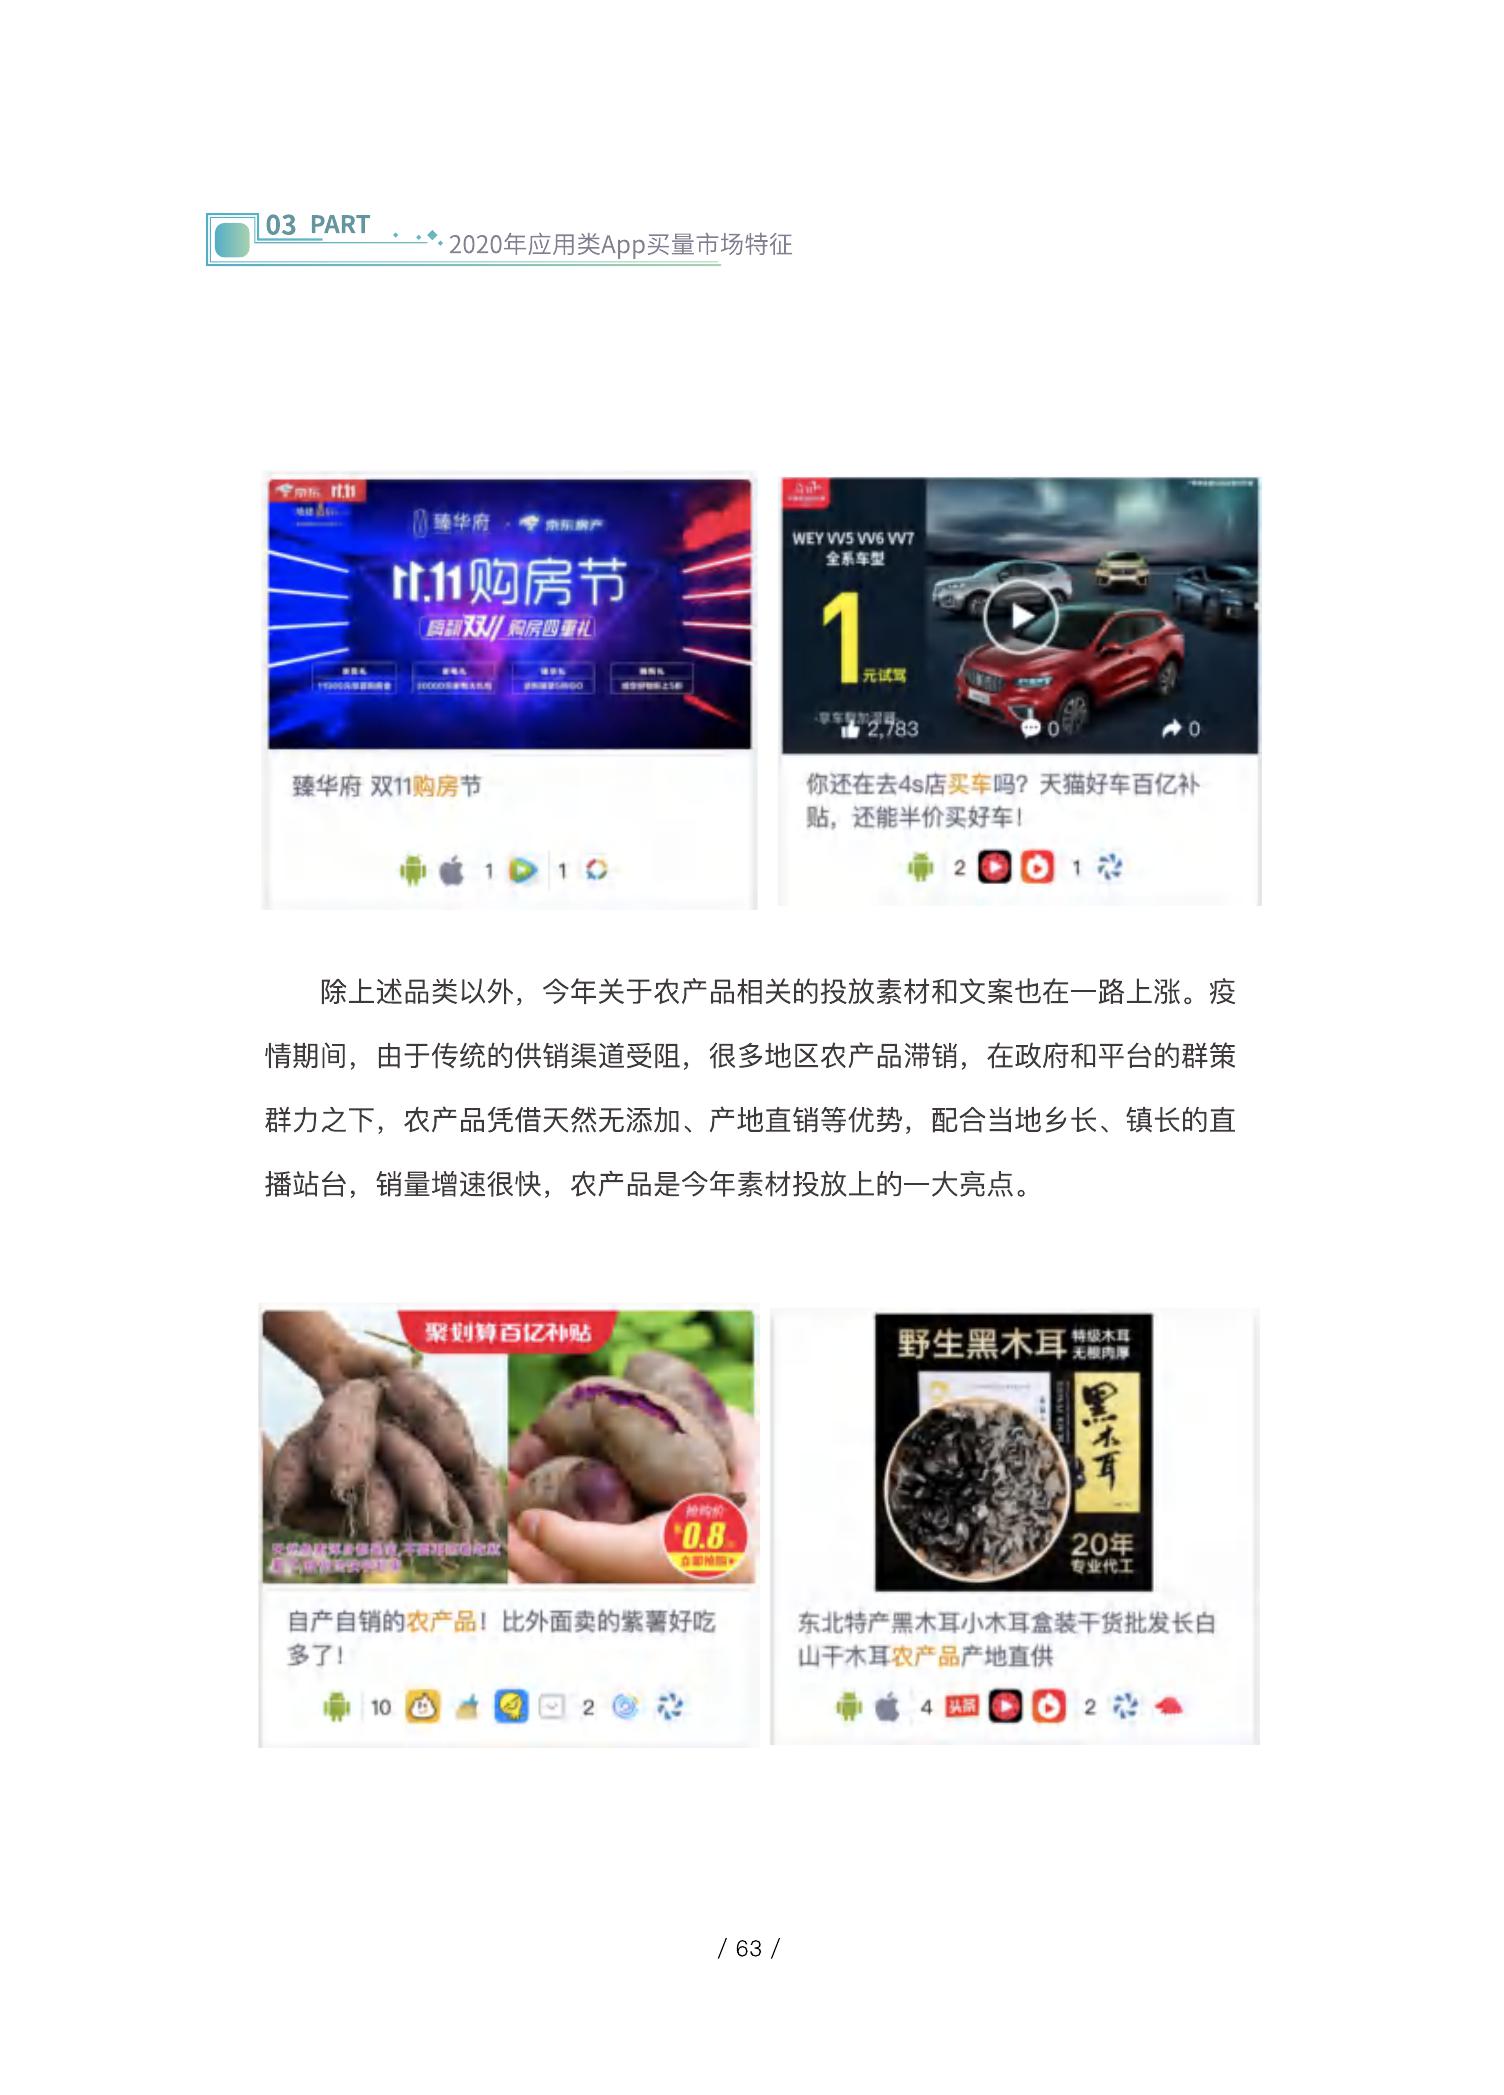 03 PART
2020年应用类App买量市场特征
京东 11.11
臻华府 · 京东房产
11.11购房节
嗨翻双11 购房四重礼
臻华府 双11购房节
1 1
WEY VV5 VV6 VV7
全系车型
1元试驾
2,783 0 0
你还在去4s店买车吗？天猫好车百亿补
贴，还能半价买好车！
2 1
除上述品类以外，今年关于农产品相关的投放素材和文案也在一路上涨。疫
情期间，由于传统的供销渠道受阻，很多地区农产品滞销，在政府和平台的群策
群力之下，农产品凭借天然无添加、产地直销等优势，配合当地乡长、镇长的直
播站台，销量增速很快，农产品是今年素材投放上的一大亮点。
聚划算百亿补贴
抢购价
0.8
立即抢购
自产自销的农产品！比外面卖的紫薯好吃
多了！
10 2
野生黑木耳 特级木耳
无根肉厚
黑木耳
20年
专业代工
东北特产黑木耳小木耳盒装干货批发长白
山干木耳农产品产地直供
4 头条 2
/ 63 /